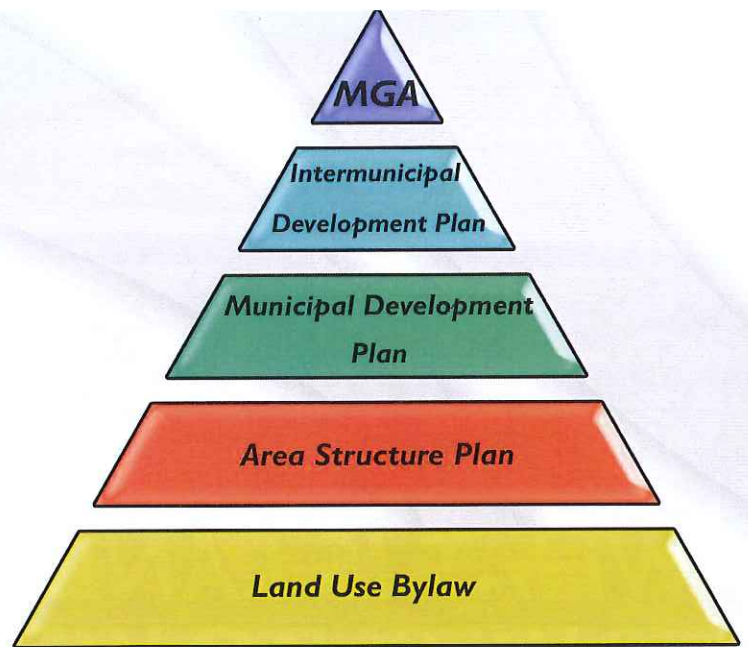 MGA
Intermunicipal
Development Plan
Municipal Development
Plan
Area Structure Plan
Land Use Bylaw